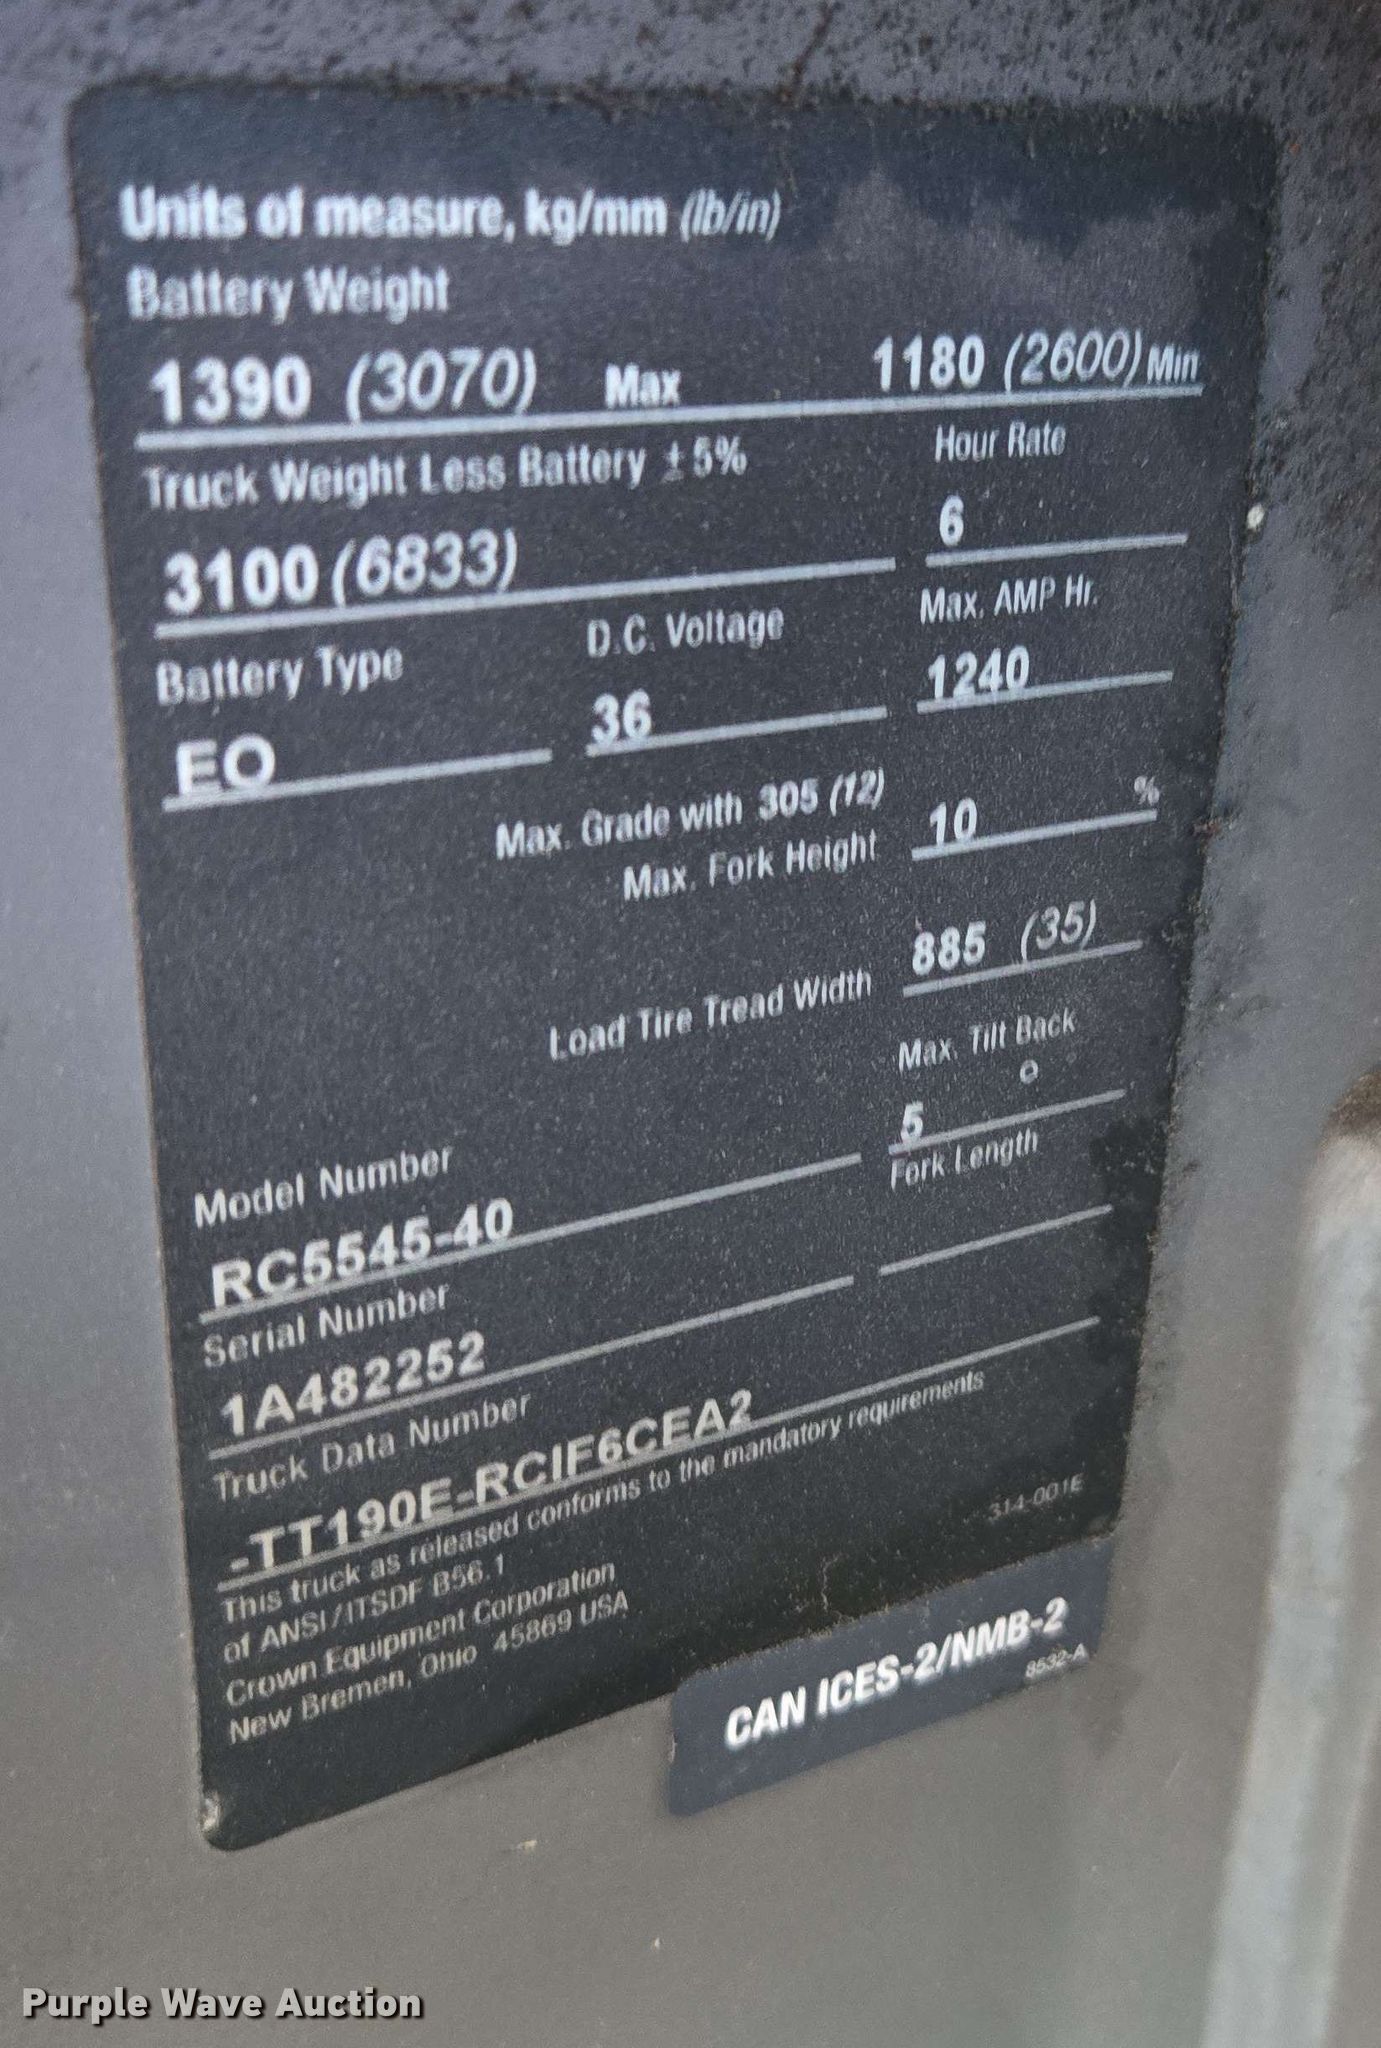 Units of measure, kg/mm (lb/in)
Battery Weight
1390 (3070) Max 1180 (2600) Min
Truck Weight Less Battery ±5% Hour Rate
3100 (6833) 6
Battery Type D.C. Voltage Max. AMP Hr.
EO 36 1240
Max. Grade with 305 (12)
Max. Fork Height 10 %
Load Tire Tread Width 885 (35)
Max. Tilt Back
5 °
Fork Length
Model Number
RC5545-40
Serial Number
1A482252
Truck Data Number
-TT190E-RCIF6CEA2
This truck as released conforms to the mandatory requirements
of ANSI/ITSDF B56.1
Crown Equipment Corporation
New Bremen, Ohio 45869 USA
314-001E
CAN ICES-2/NMB-2
8532-A
Purple Wave Auction